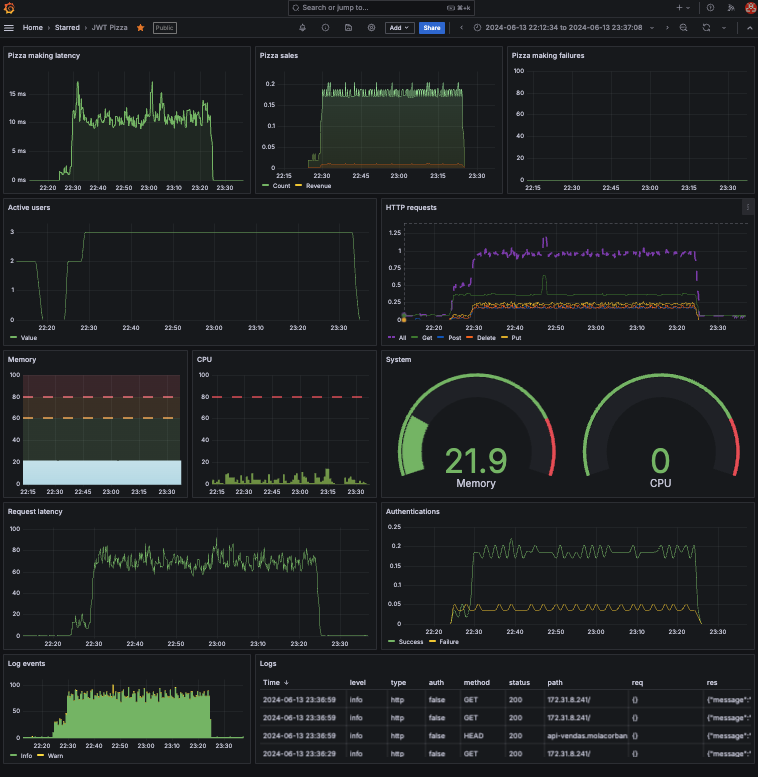 Search or jump to... ⌘+k
Home > Starred > JWT Pizza Public Add Share 2024-06-13 22:12:34 to 2024-06-13 23:37:08
Pizza making latency
15 ms
10 ms
5 ms
0 ms
22:20 22:30 22:40 22:50 23:00 23:10 23:20 23:30
Pizza sales
0.2
0.15
0.1
0.05
0
22:15 22:30 22:45 23:00 23:15 23:30
Count Revenue
Pizza making failures
100
80
60
40
20
0
22:15 22:30 22:45 23:00 23:15 23:30
Active users
3
2
1
0
22:20 22:30 22:40 22:50 23:00 23:10 23:20 23:30
Value
HTTP requests
1.25
1
0.75
0.5
0.25
0
22:20 22:30 22:40 22:50 23:00 23:10 23:20 23:30
All Get Post Delete Put
Memory
100
80
60
40
20
0
22:15 22:30 22:45 23:00 23:15 23:30
CPU
100
80
60
40
20
0
22:15 22:30 22:45 23:00 23:15 23:30
System
21.9
Memory
0
CPU
Request latency
100
80
60
40
20
0
22:20 22:30 22:40 22:50 23:00 23:10 23:20 23:30
Authentications
0.25
0.2
0.15
0.1
0.05
0
22:20 22:30 22:40 22:50 23:00 23:10 23:20 23:30
Success Failure
Log events
100
50
0
22:20 22:30 22:40 22:50 23:00 23:10 23:20 23:30
Info Warn
Logs
Time ↓ level type auth method status path req res
2024-06-13 23:36:59 info http false GET 200 172.31.8.241/ {} {"message":"
2024-06-13 23:36:59 info http false GET 200 172.31.8.241/ {} {"message":"
2024-06-13 23:36:59 info http false HEAD 200 api-vendas.molacorban {} {"message":"
2024-06-13 23:36:29 info http false GET 200 172.31.8.241/ {} {"message":"